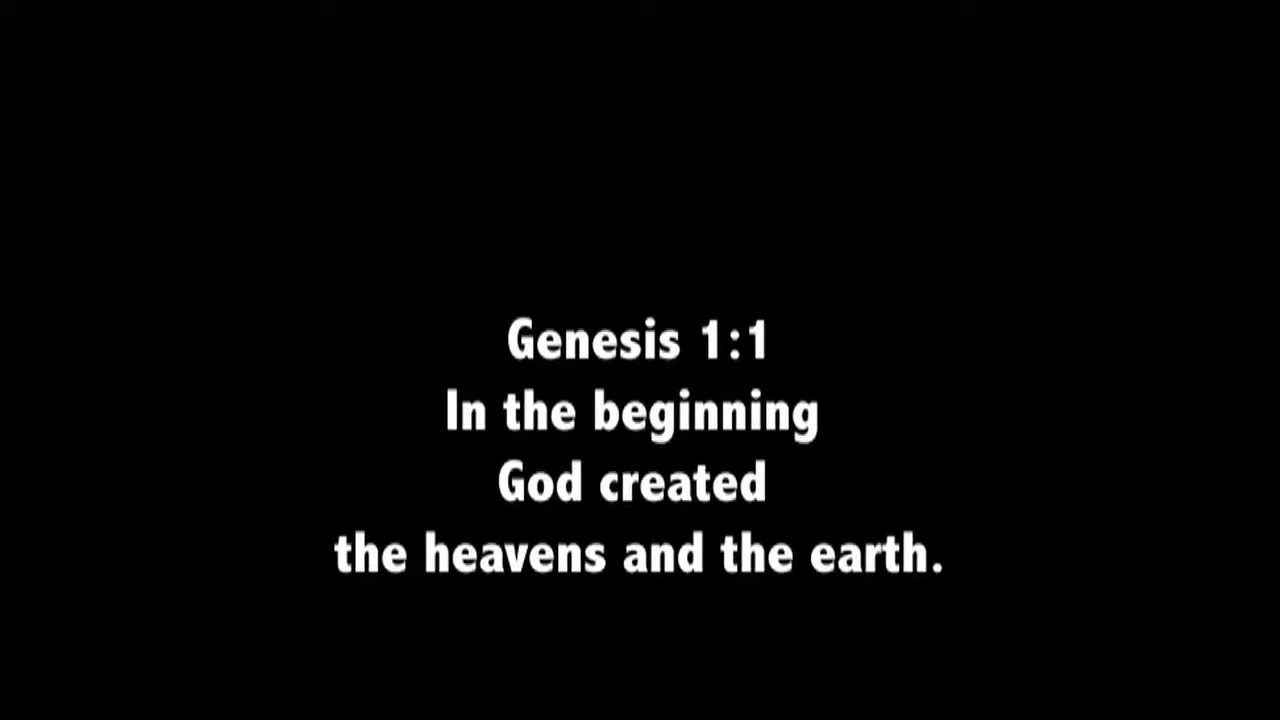 Genesis 1:1
In the beginning
God created
the heavens and the earth.